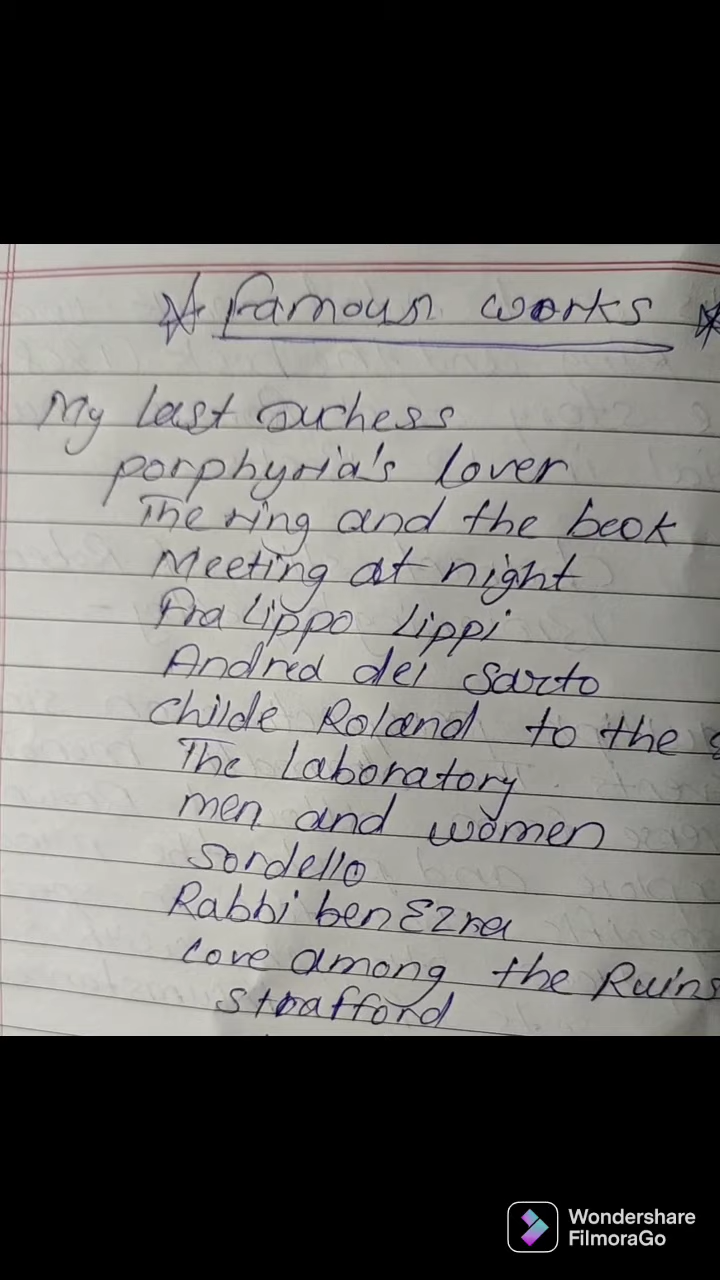 Famous works
My last Duchess
porphyria's lover
The ring and the book
Meeting at night
Fra Lippo Lippi
Andrea del Sarto
Childe Roland to the
The Laboratory
men and women
Sordello
Rabbi ben Ezra
Love among the Ruins
Strafford
Wondershare
FilmoraGo